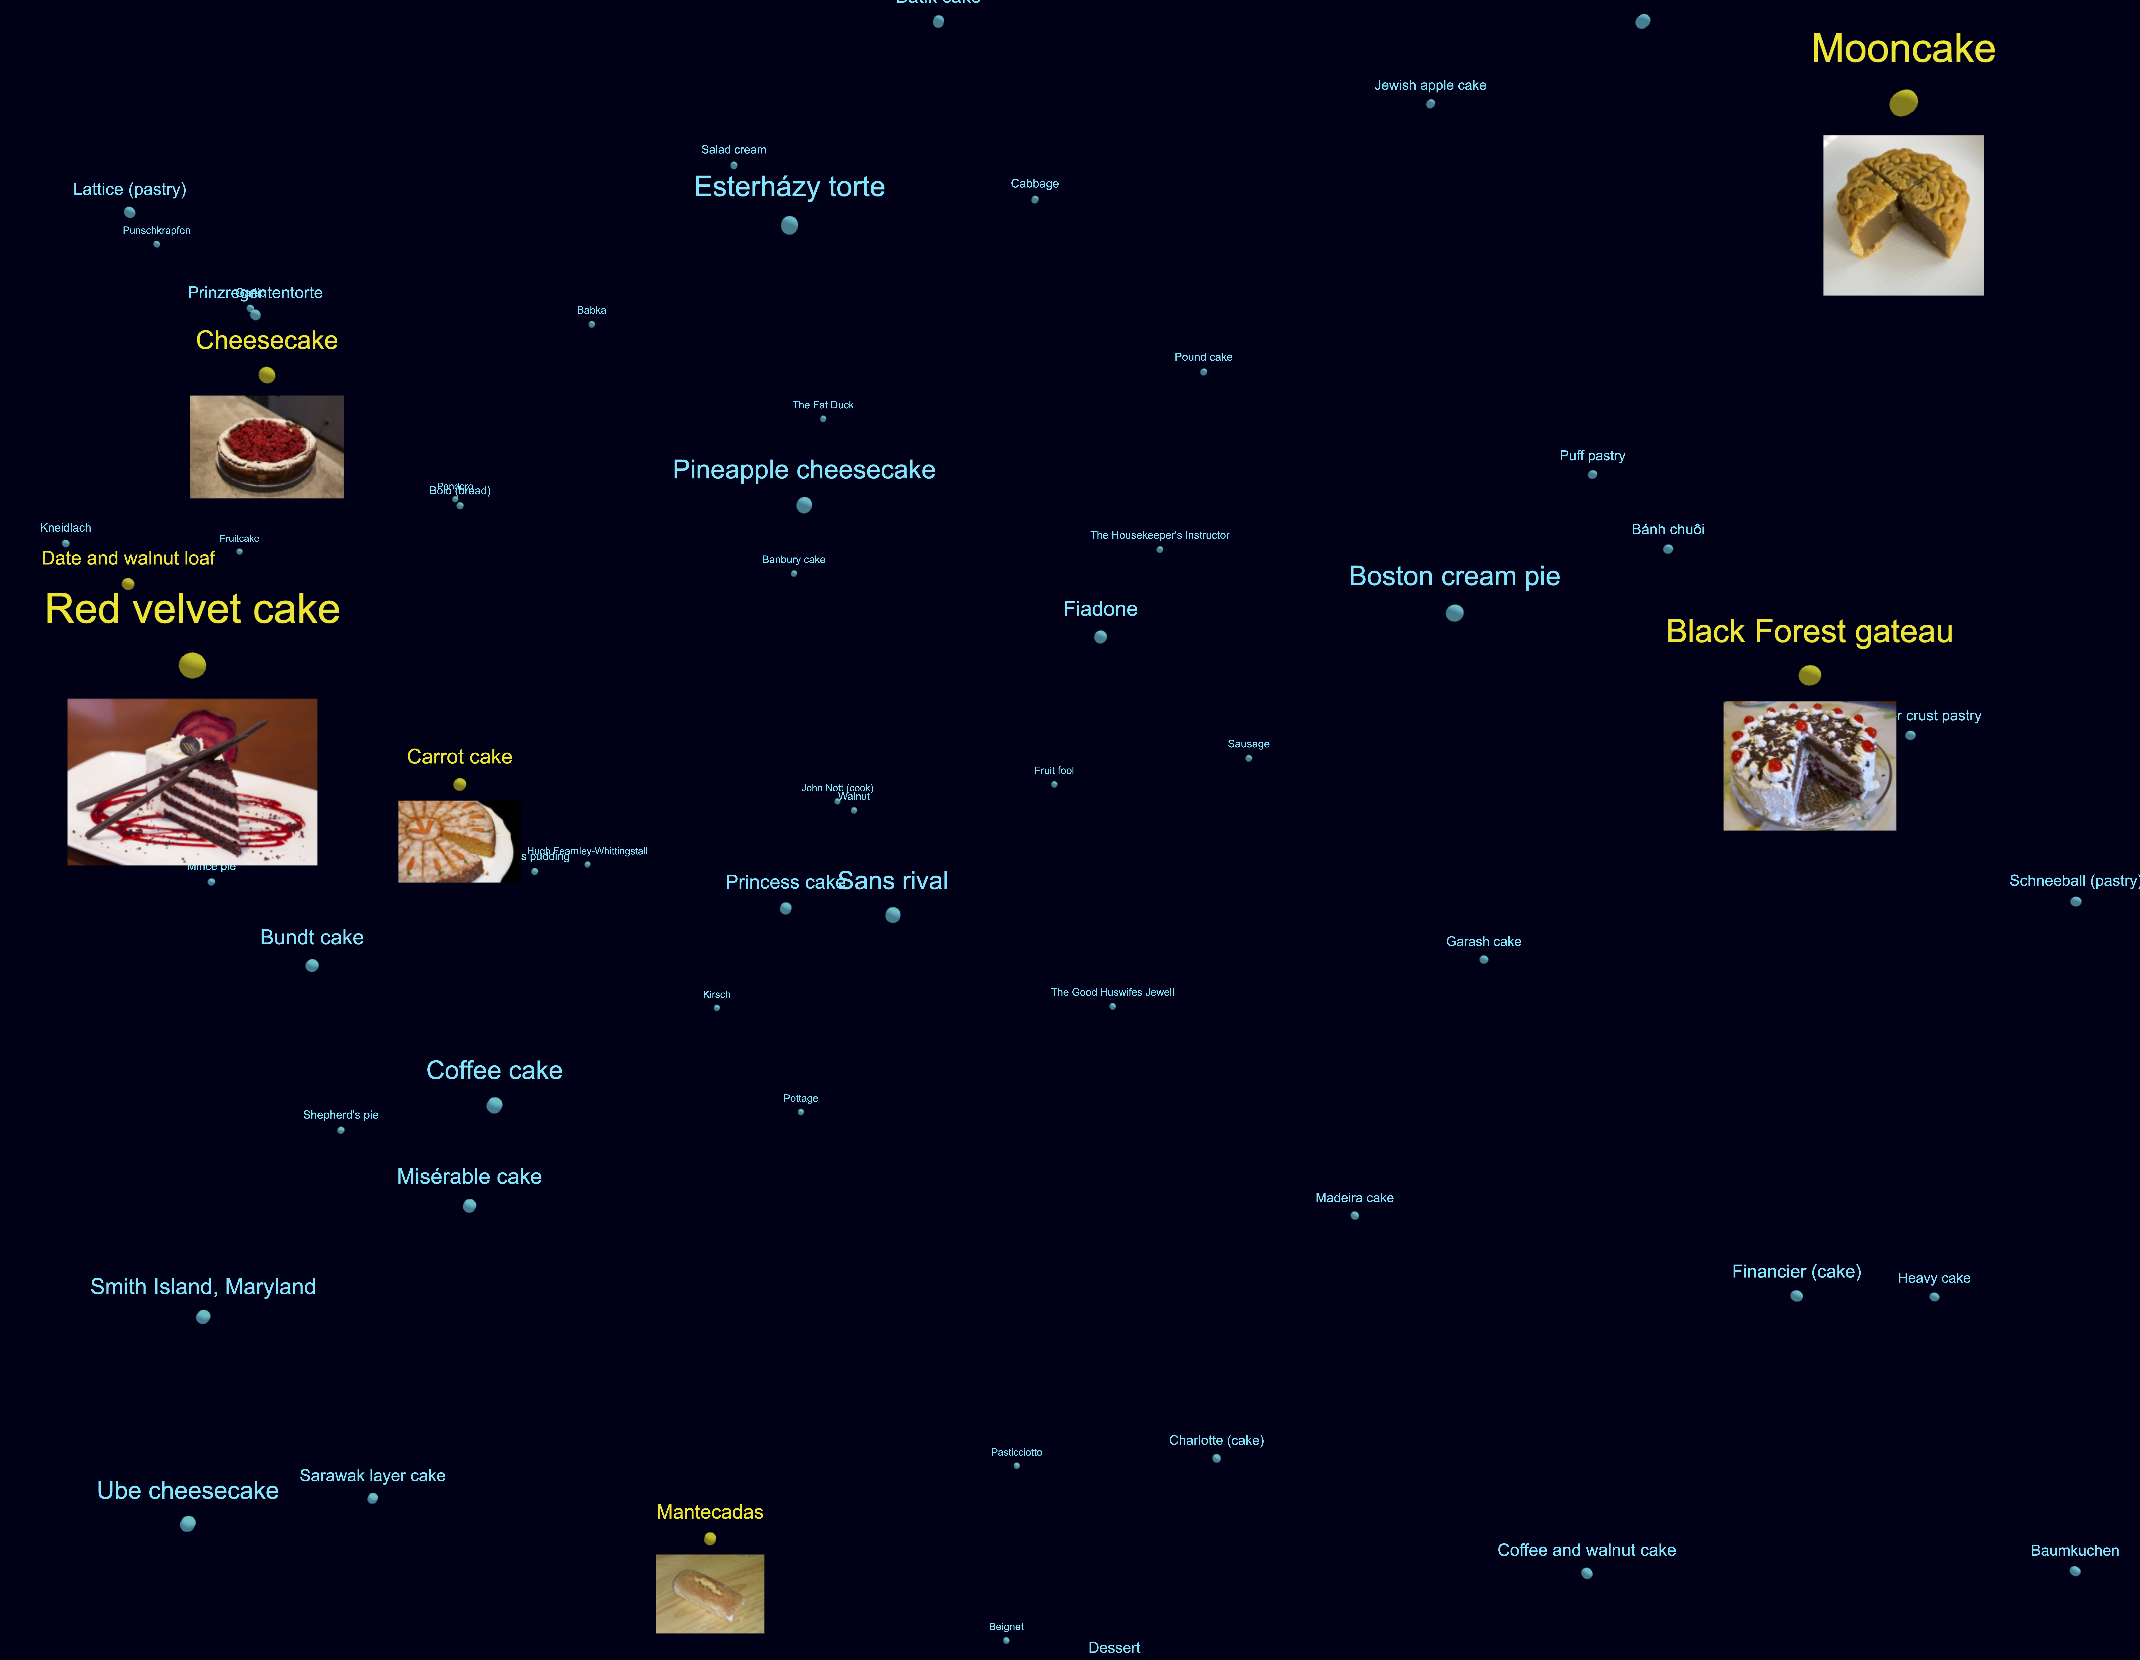 Batik cake
Mooncake
Jewish apple cake
Salad cream
Cabbage
Esterházy torte
Lattice (pastry)
Punschkrapfen
Prinzregententorte
Babka
Cheesecake
Pound cake
The Fat Duck
Puff pastry
Pineapple cheesecake
Bolo (bread)
Kneidlach
Fruitcake
The Housekeeper's Instructor
Bánh chuối
Date and walnut loaf
Banbury cake
Boston cream pie
Red velvet cake
Fiadone
Black Forest gateau
r crust pastry
Carrot cake
Sausage
Fruit fool
John Nott (cook)
Walnut
Hugh Fearnley-Whittingstall
s pudding
Mince pie
Princess cake
Sans rival
Schneeball (pastry)
Bundt cake
Garash cake
Kirsch
The Good Huswifes Jewell
Coffee cake
Pottage
Shepherd's pie
Misérable cake
Madeira cake
Financier (cake)
Heavy cake
Smith Island, Maryland
Charlotte (cake)
Pasticciotto
Sarawak layer cake
Ube cheesecake
Mantecadas
Coffee and walnut cake
Baumkuchen
Beignet
Dessert